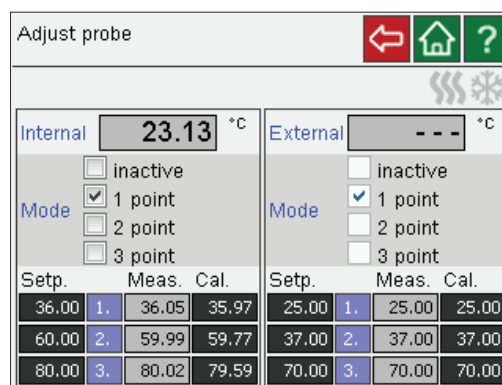 Adjust probe
?
Internal 23.13 °C
inactive
Mode
1 point
2 point
3 point
Setp. Meas. Cal.
36.00 1. 36.05 35.97
60.00 2. 59.99 59.77
80.00 3. 80.02 79.59
External --- °C
inactive
Mode
1 point
2 point
3 point
Setp. Meas. Cal.
25.00 1. 25.00 25.00
37.00 2. 37.00 37.00
70.00 3. 70.00 70.00